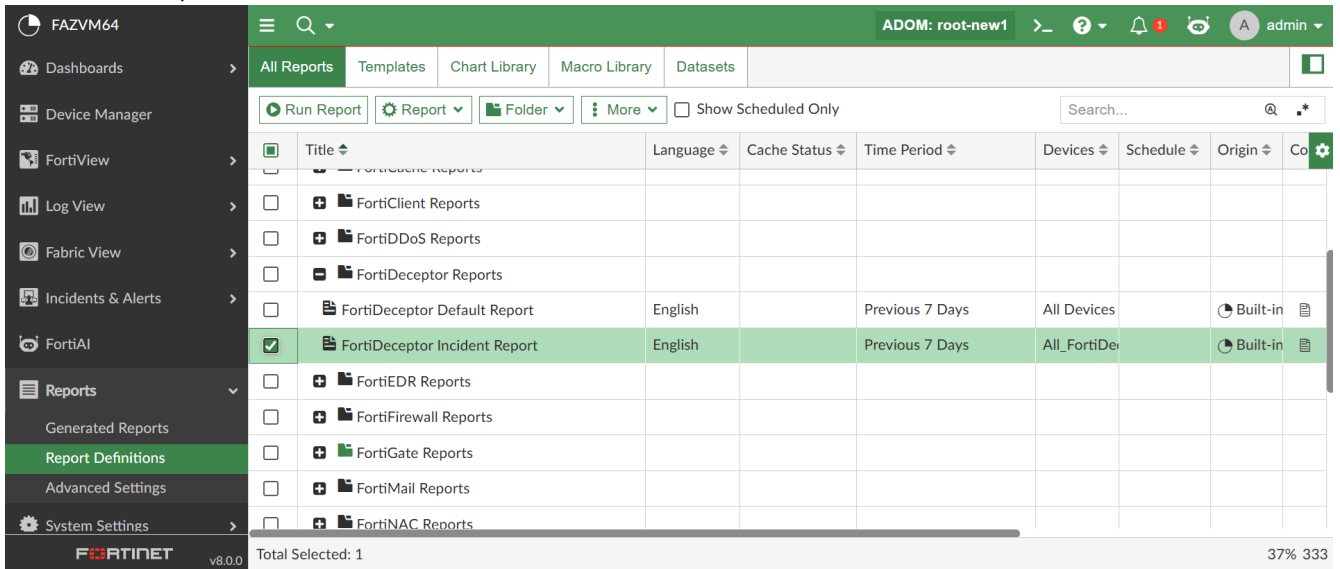 FAZVM64
ADOM: root-new1
1
A
admin
Dashboards
Device Manager
FortiView
Log View
Fabric View
Incidents & Alerts
FortiAI
Reports
Generated Reports
Report Definitions
Advanced Settings
System Settings
FORTINET v8.0.0
All Reports Templates Chart Library Macro Library Datasets
Run Report Report Folder More Show Scheduled Only Search...
Title Language Cache Status Time Period Devices Schedule Origin Co
FortiCache Reports
FortiClient Reports
FortiDDoS Reports
FortiDeceptor Reports
FortiDeceptor Default Report English Previous 7 Days All Devices Built-in
FortiDeceptor Incident Report English Previous 7 Days All_FortiDe Built-in
FortiEDR Reports
FortiFirewall Reports
FortiGate Reports
FortiMail Reports
FortiNAC Reports
Total Selected: 1
37% 333